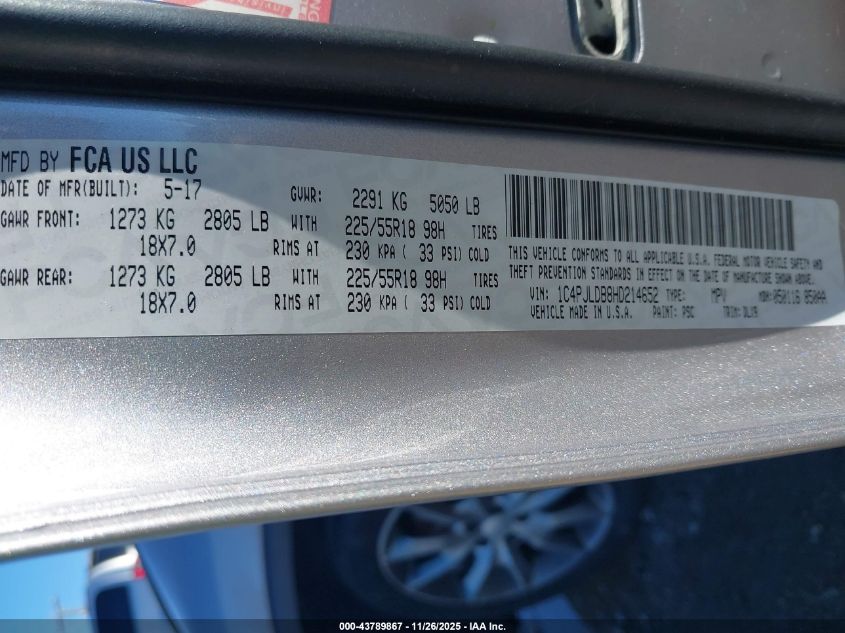 MFD BY FCA US LLC
DATE OF MFR(BUILT): 5-17 GVWR: 2291 KG 5050 LB
GAWR FRONT: 1273 KG 2805 LB WITH 225/55R18 98H TIRES
18X7.0 RIMS AT 230 KPA ( 33 PSI) COLD
GAWR REAR: 1273 KG 2805 LB WITH 225/55R18 98H TIRES
18X7.0 RIMS AT 230 KPA ( 33 PSI) COLD
THIS VEHICLE CONFORMS TO ALL APPLICABLE U.S.A. FEDERAL MOTOR VEHICLE SAFETY AND
THEFT PREVENTION STANDARDS IN EFFECT ON THE DATE OF MANUFACTURE SHOWN ABOVE.
VIN: 1C4PJLDB8HD214652 TYPE: MPV MDH: 050116 850AA
VEHICLE MADE IN U.S.A. PAINT: PSC TRIM: DLXR
000-43789867 - 11/26/2025 - IAA Inc.